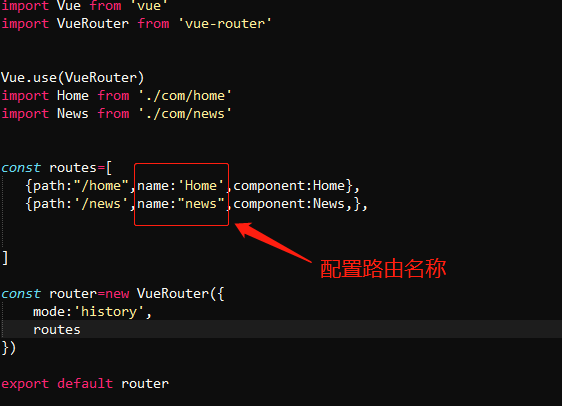 import Vue from 'vue'
import VueRouter from 'vue-router'
Vue.use(VueRouter)
import Home from './com/home'
import News from './com/news'
const routes=[
{path:"/home",name:'Home',component:Home},
{path:'/news',name:"news",component:News,},
]
配置路由名称
const router=new VueRouter({
mode:'history',
routes
})
export default router